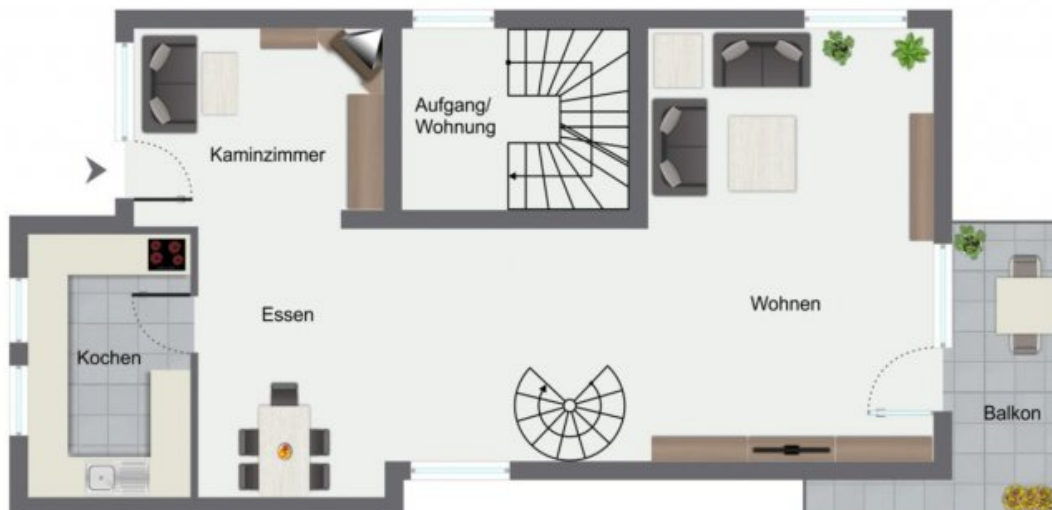 Aufgang/
Wohnung
Kaminzimmer
Wohnen
Essen
Kochen
Balkon